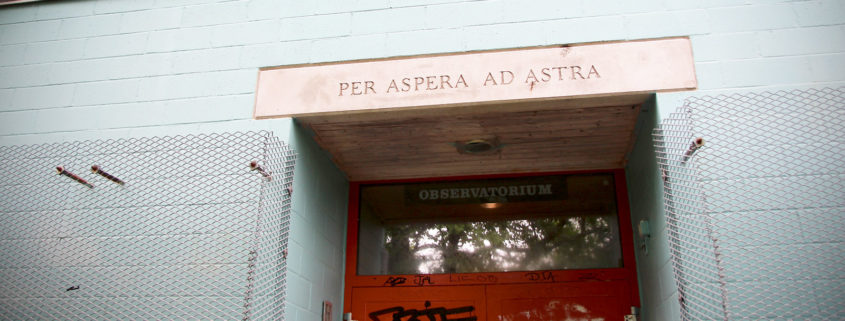 PER ASPERA AD ASTRA
OBSERVATORIUM